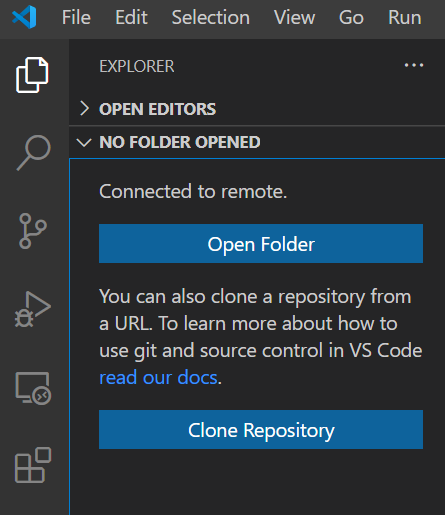 File Edit Selection View Go Run
EXPLORER
OPEN EDITORS
NO FOLDER OPENED
Connected to remote.
Open Folder
You can also clone a repository from
a URL. To learn more about how to
use git and source control in VS Code
read our docs.
Clone Repository